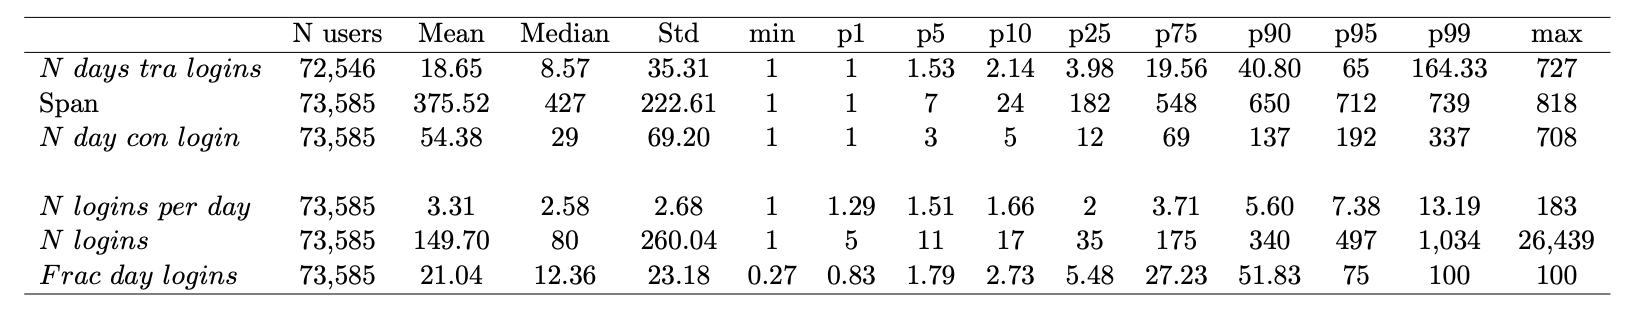 N users Mean Median Std min p1 p5 p10 p25 p75 p90 p95 p99 max
N days tra logins 72,546 18.65 8.57 35.31 1 1 1.53 2.14 3.98 19.56 40.80 65 164.33 727
Span 73,585 375.52 427 222.61 1 1 7 24 182 548 650 712 739 818
N day con login 73,585 54.38 29 69.20 1 1 3 5 12 69 137 192 337 708
N logins per day 73,585 3.31 2.58 2.68 1 1.29 1.51 1.66 2 3.71 5.60 7.38 13.19 183
N logins 73,585 149.70 80 260.04 1 5 11 17 35 175 340 497 1,034 26,439
Frac day logins 73,585 21.04 12.36 23.18 0.27 0.83 1.79 2.73 5.48 27.23 51.83 75 100 100